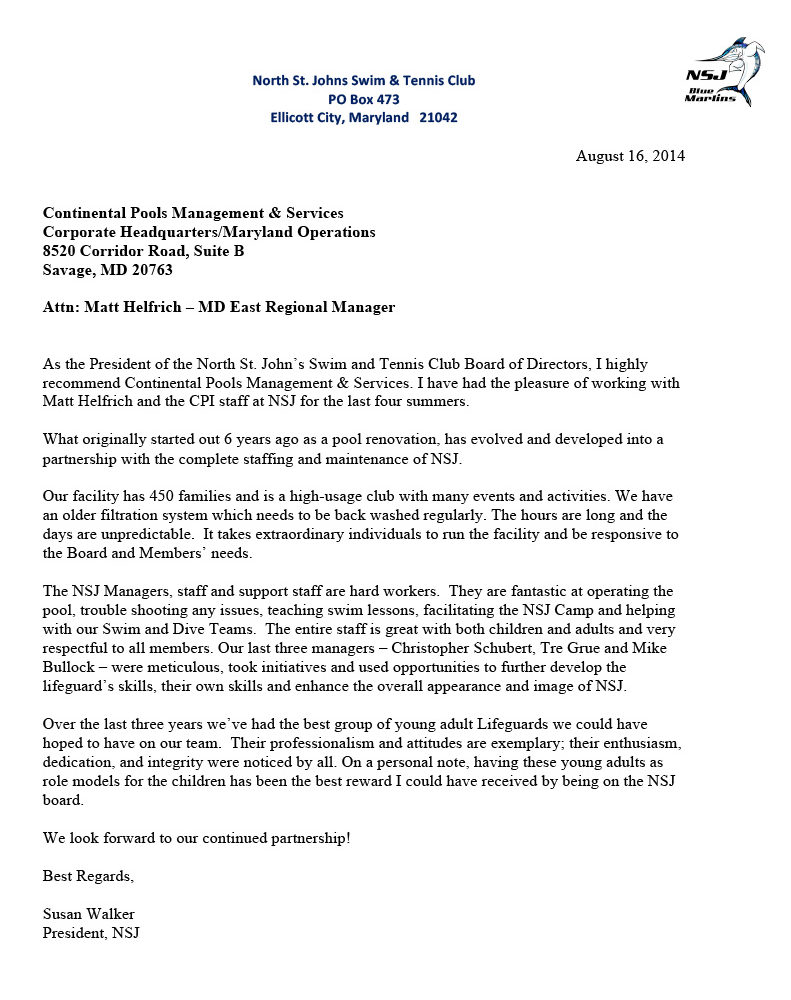 NSJ
Blue
Marlins
North St. Johns Swim & Tennis Club
PO Box 473
Ellicott City, Maryland 21042
August 16, 2014
Continental Pools Management & Services
Corporate Headquarters/Maryland Operations
8520 Corridor Road, Suite B
Savage, MD 20763
Attn: Matt Helfrich – MD East Regional Manager
As the President of the North St. John’s Swim and Tennis Club Board of Directors, I highly
recommend Continental Pools Management & Services. I have had the pleasure of working with
Matt Helfrich and the CPI staff at NSJ for the last four summers.
What originally started out 6 years ago as a pool renovation, has evolved and developed into a
partnership with the complete staffing and maintenance of NSJ.
Our facility has 450 families and is a high-usage club with many events and activities. We have
an older filtration system which needs to be back washed regularly. The hours are long and the
days are unpredictable.  It takes extraordinary individuals to run the facility and be responsive to
the Board and Members’ needs.
The NSJ Managers, staff and support staff are hard workers.  They are fantastic at operating the
pool, trouble shooting any issues, teaching swim lessons, facilitating the NSJ Camp and helping
with our Swim and Dive Teams.  The entire staff is great with both children and adults and very
respectful to all members. Our last three managers – Christopher Schubert, Tre Grue and Mike
Bullock – were meticulous, took initiatives and used opportunities to further develop the
lifeguard’s skills, their own skills and enhance the overall appearance and image of NSJ.
Over the last three years we’ve had the best group of young adult Lifeguards we could have
hoped to have on our team.  Their professionalism and attitudes are exemplary; their enthusiasm,
dedication, and integrity were noticed by all. On a personal note, having these young adults as
role models for the children has been the best reward I could have received by being on the NSJ
board.
We look forward to our continued partnership!
Best Regards,
Susan Walker
President, NSJ